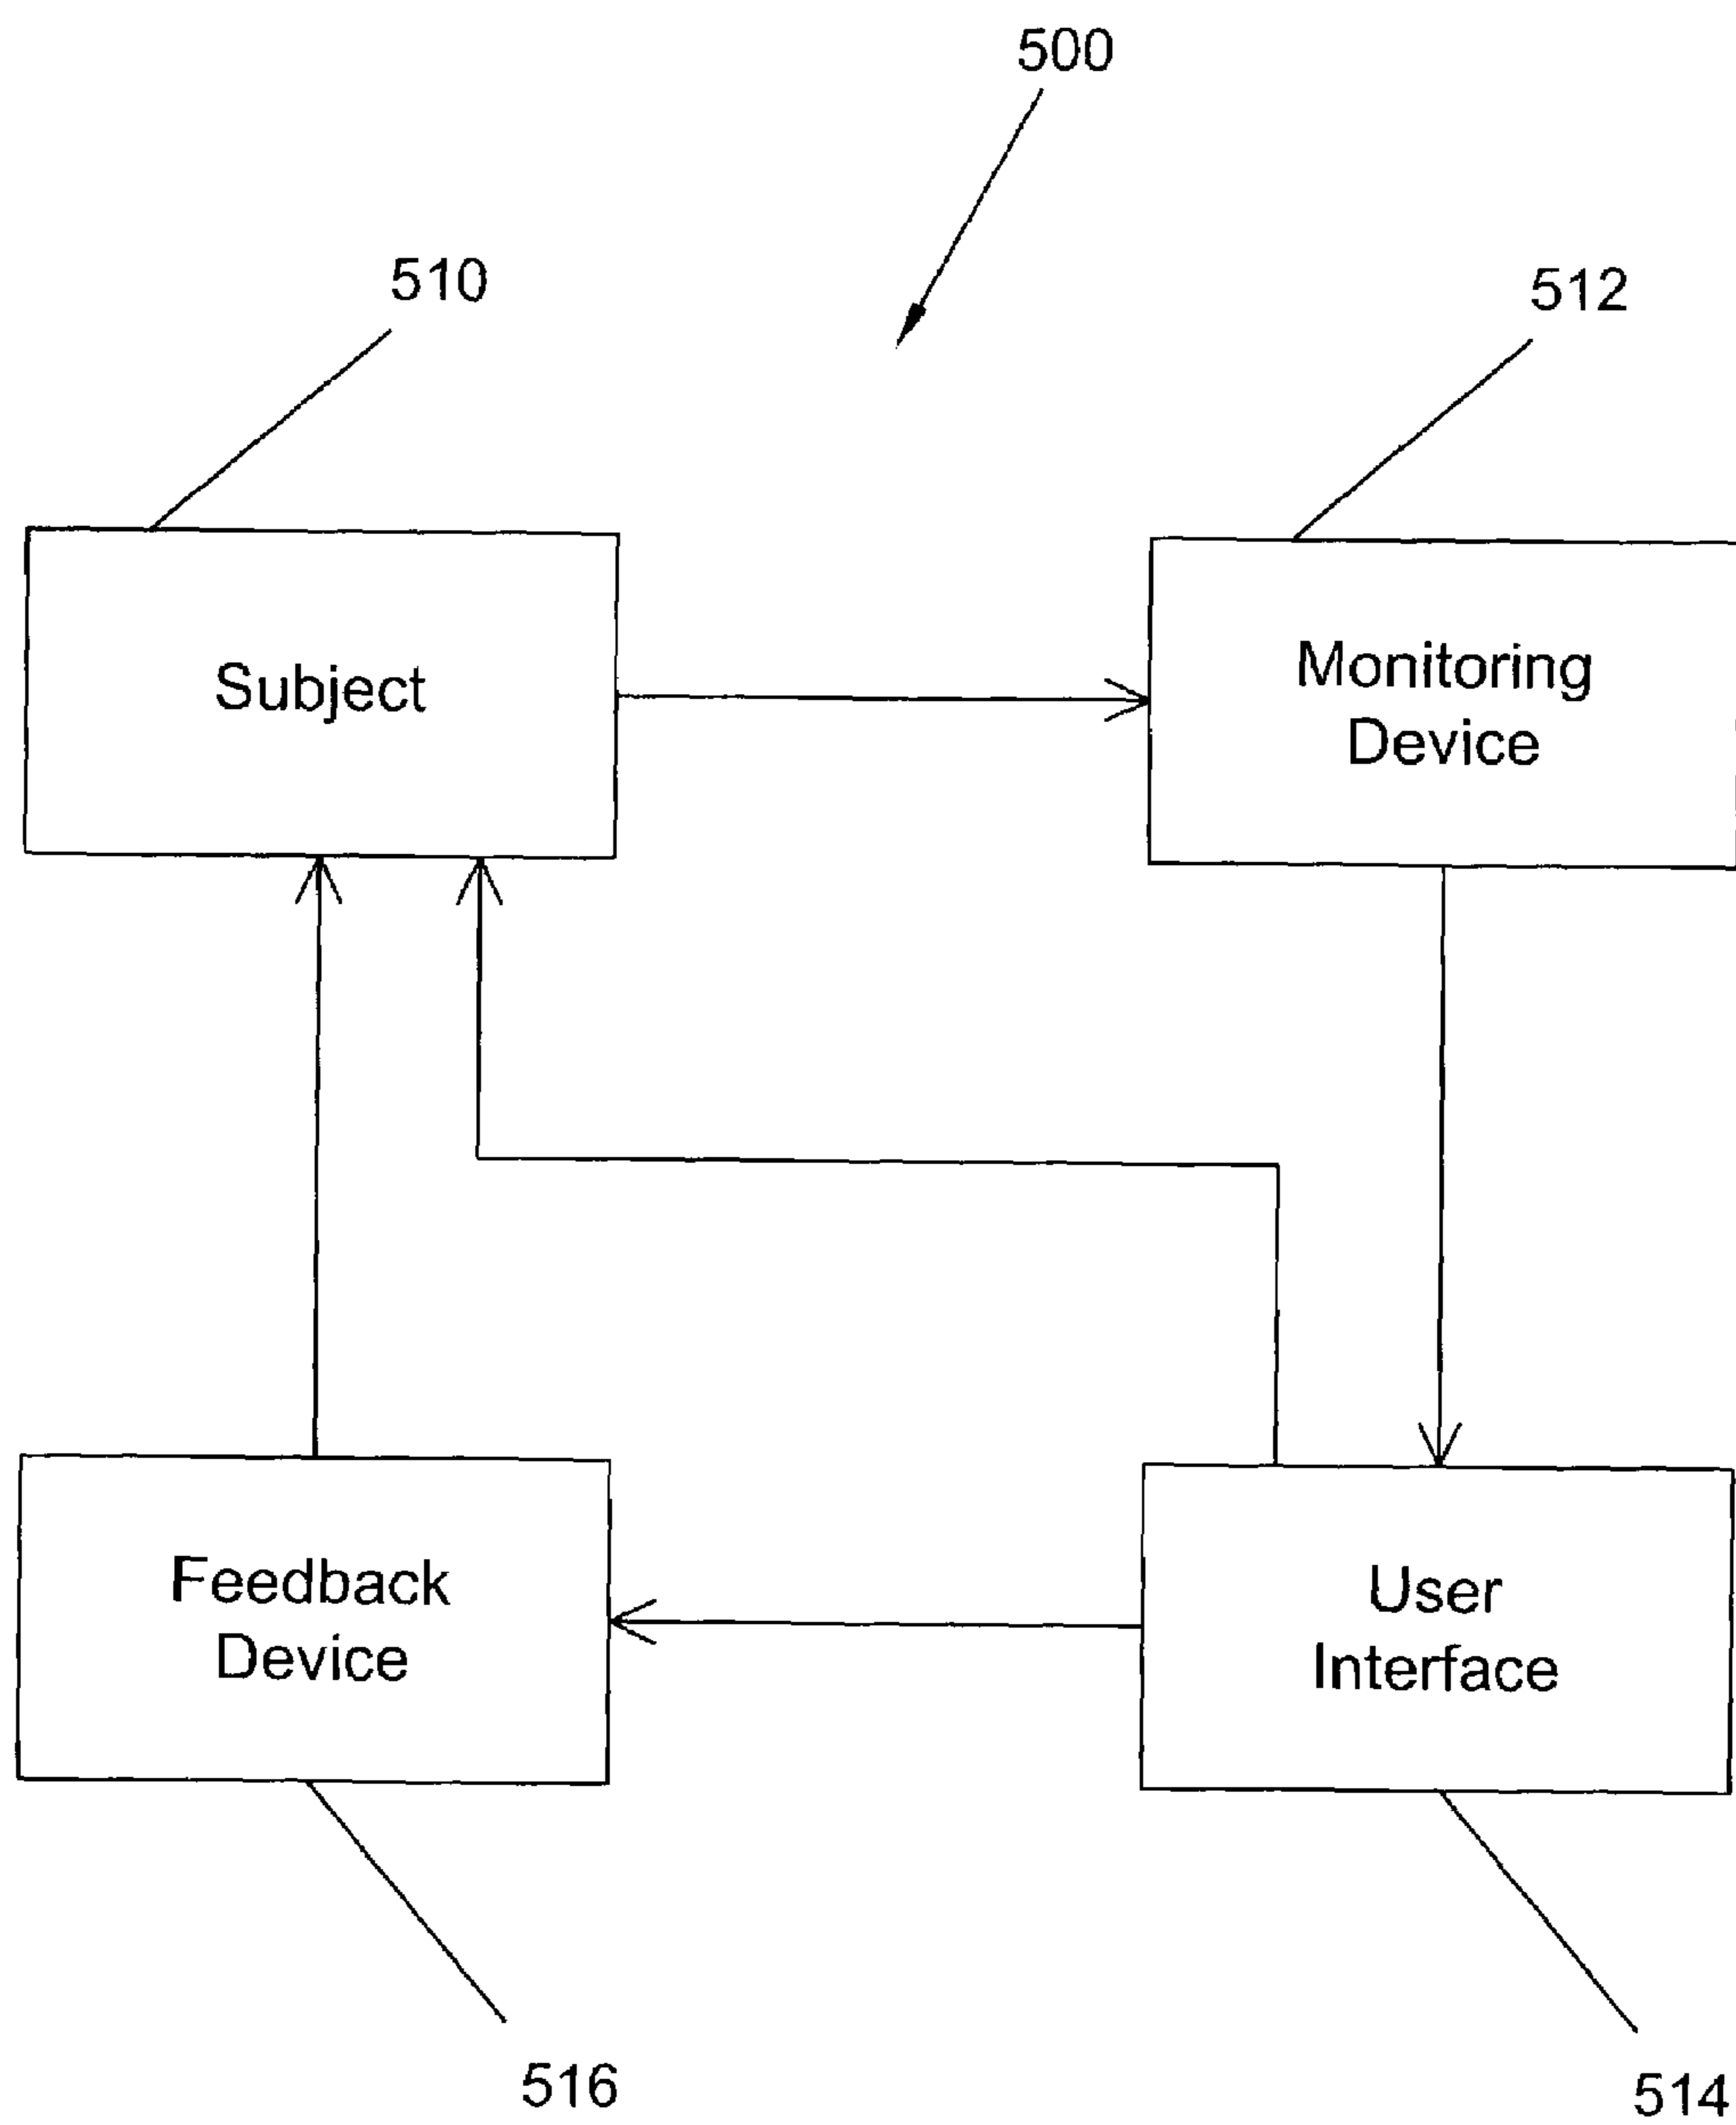 500
510
512
Subject
Monitoring
Device
Feedback
Device
User
Interface
516
514